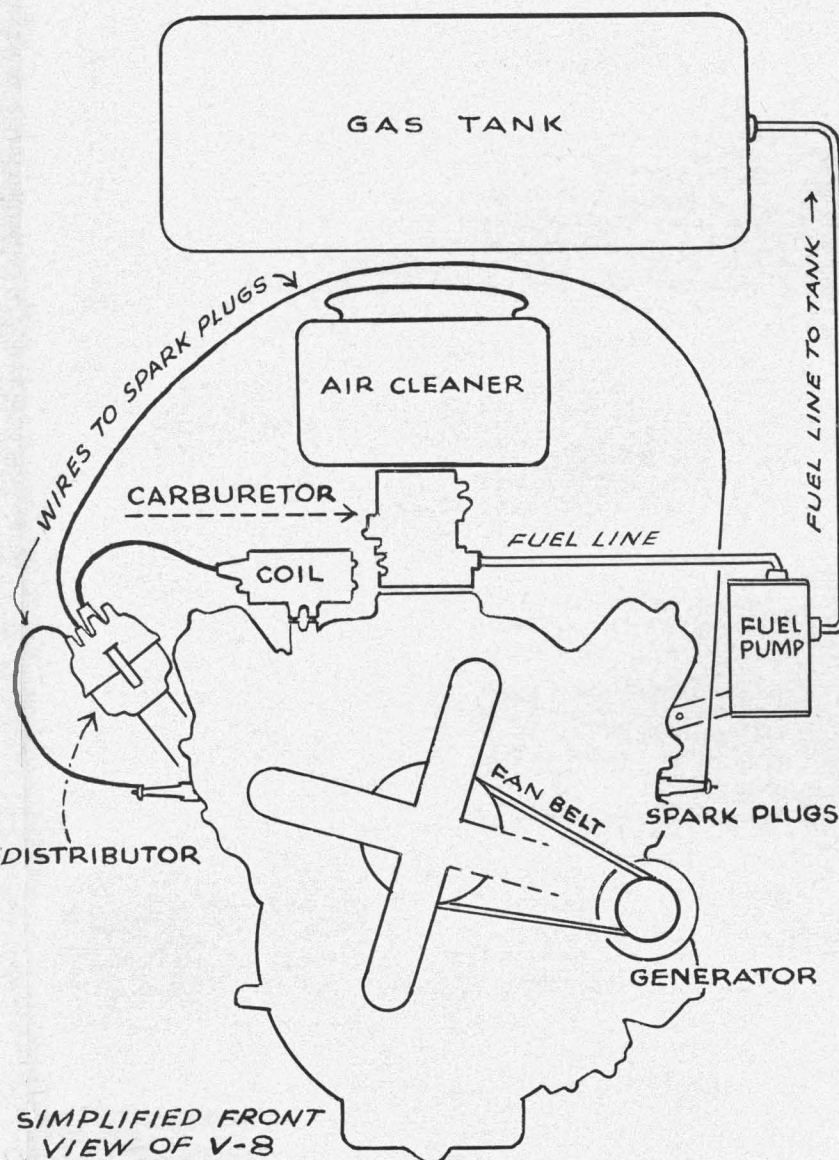 GAS TANK
WIRES TO SPARK PLUGS
FUEL LINE TO TANK
AIR CLEANER
CARBURETOR
FUEL LINE
COIL
FUEL
PUMP
FAN BELT
SPARK PLUGS
DISTRIBUTOR
GENERATOR
SIMPLIFIED FRONT
VIEW OF V-8